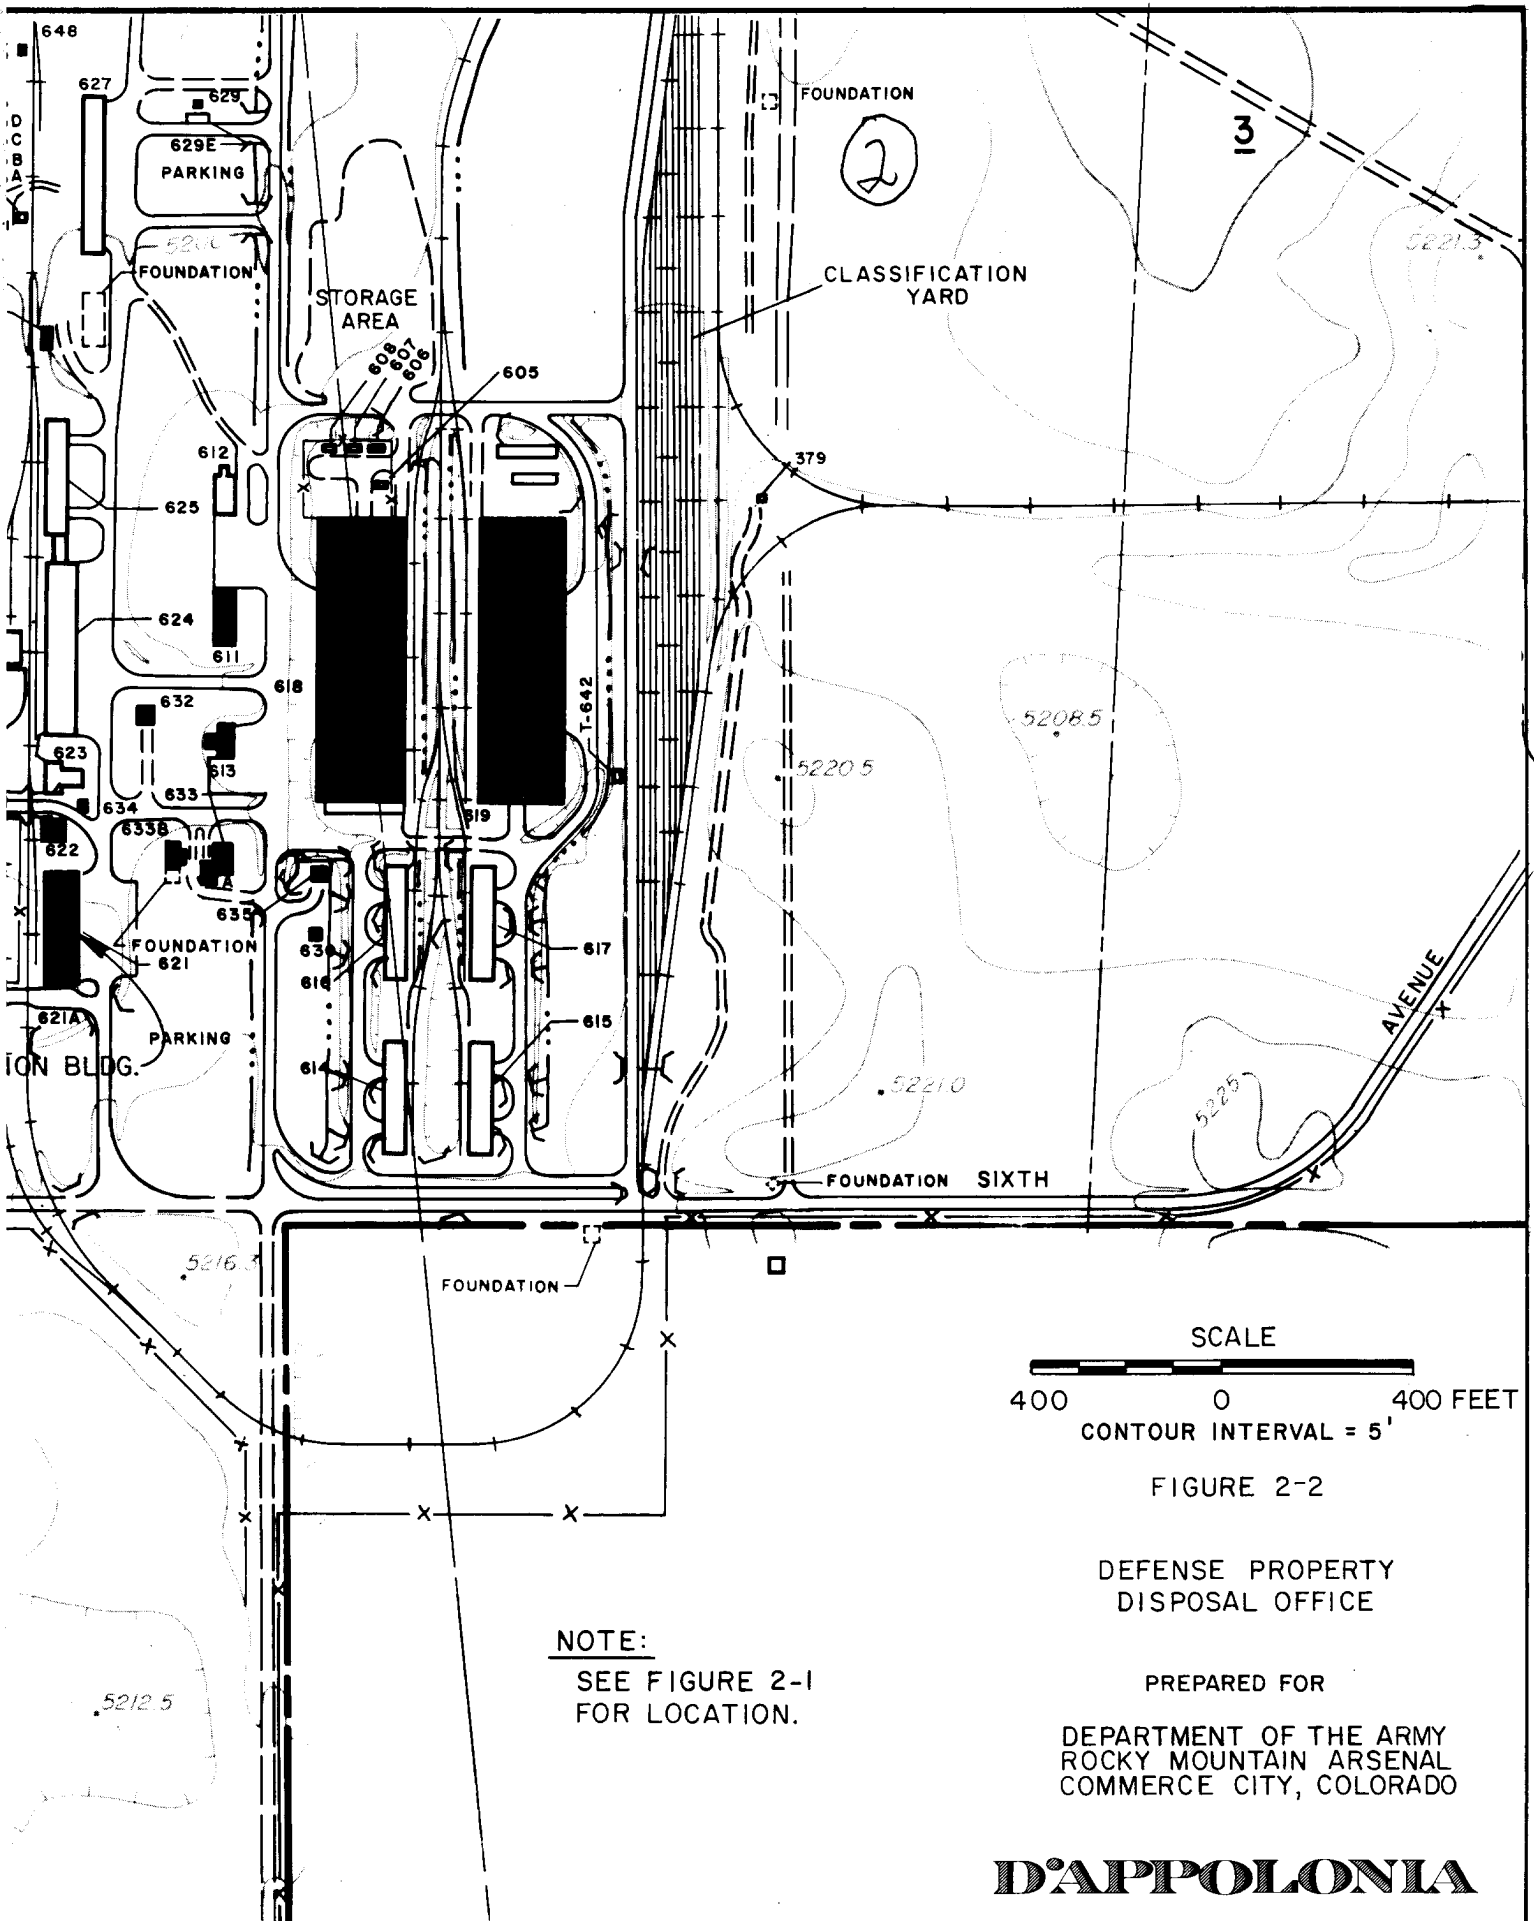 648
627
629
D
C
B
A
629E
PARKING
FOUNDATION
2
3
5221.3
FOUNDATION
STORAGE
AREA
CLASSIFICATION
YARD
608
607
606
605
612
379
625
624
611
618
T-642
632
5208.5
623
613
5220.5
633
634
619
633B
622
A
635
FOUNDATION
621
630
617
616
AVENUE
621A
615
PARKING
ION BLDG.
614
5221.0
5225
FOUNDATION SIXTH
5216.3
FOUNDATION
SCALE
400 0 400 FEET
CONTOUR INTERVAL = 5'
FIGURE 2-2
DEFENSE PROPERTY
DISPOSAL OFFICE
NOTE:
SEE FIGURE 2-1
FOR LOCATION.
PREPARED FOR
5212.5
DEPARTMENT OF THE ARMY
ROCKY MOUNTAIN ARSENAL
COMMERCE CITY, COLORADO
D'APPOLONIA